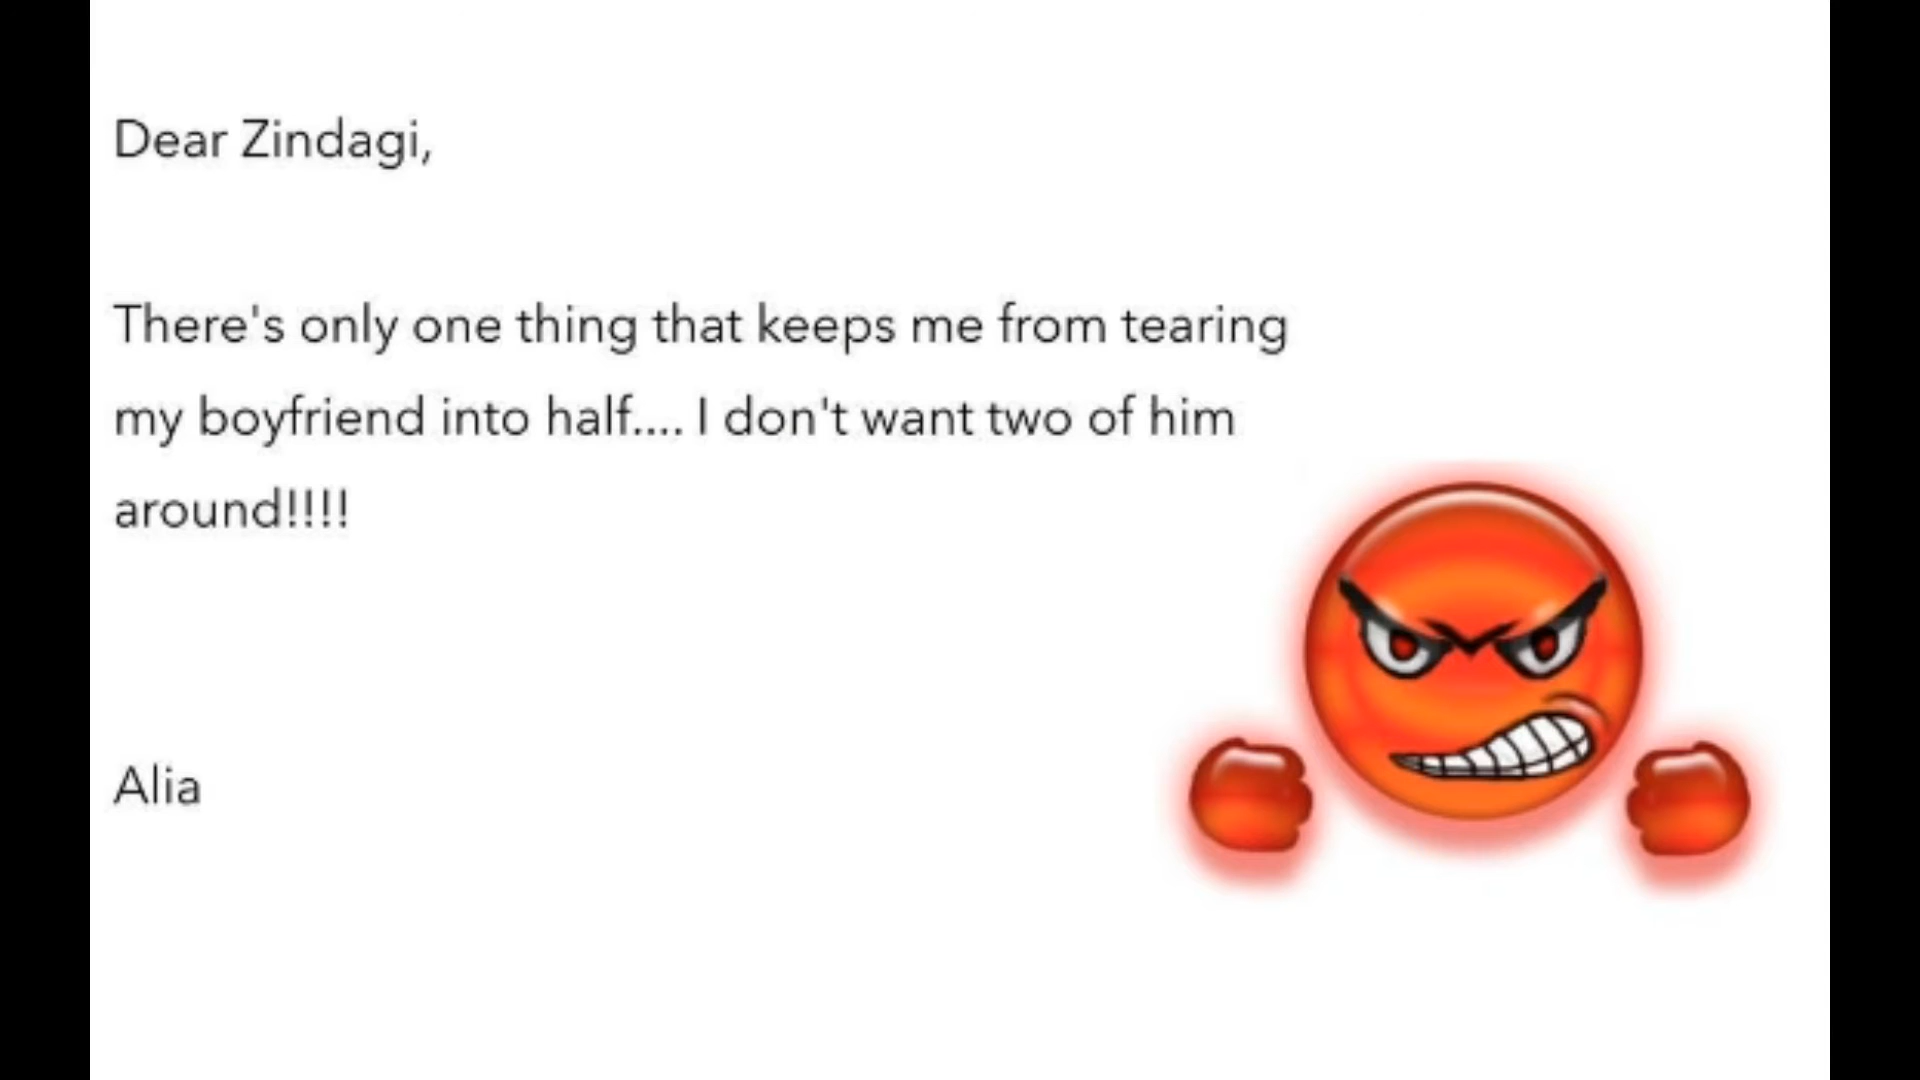 Dear Zindagi,
There's only one thing that keeps me from tearing
my boyfriend into half.... I don't want two of him
around!!!!
Alia